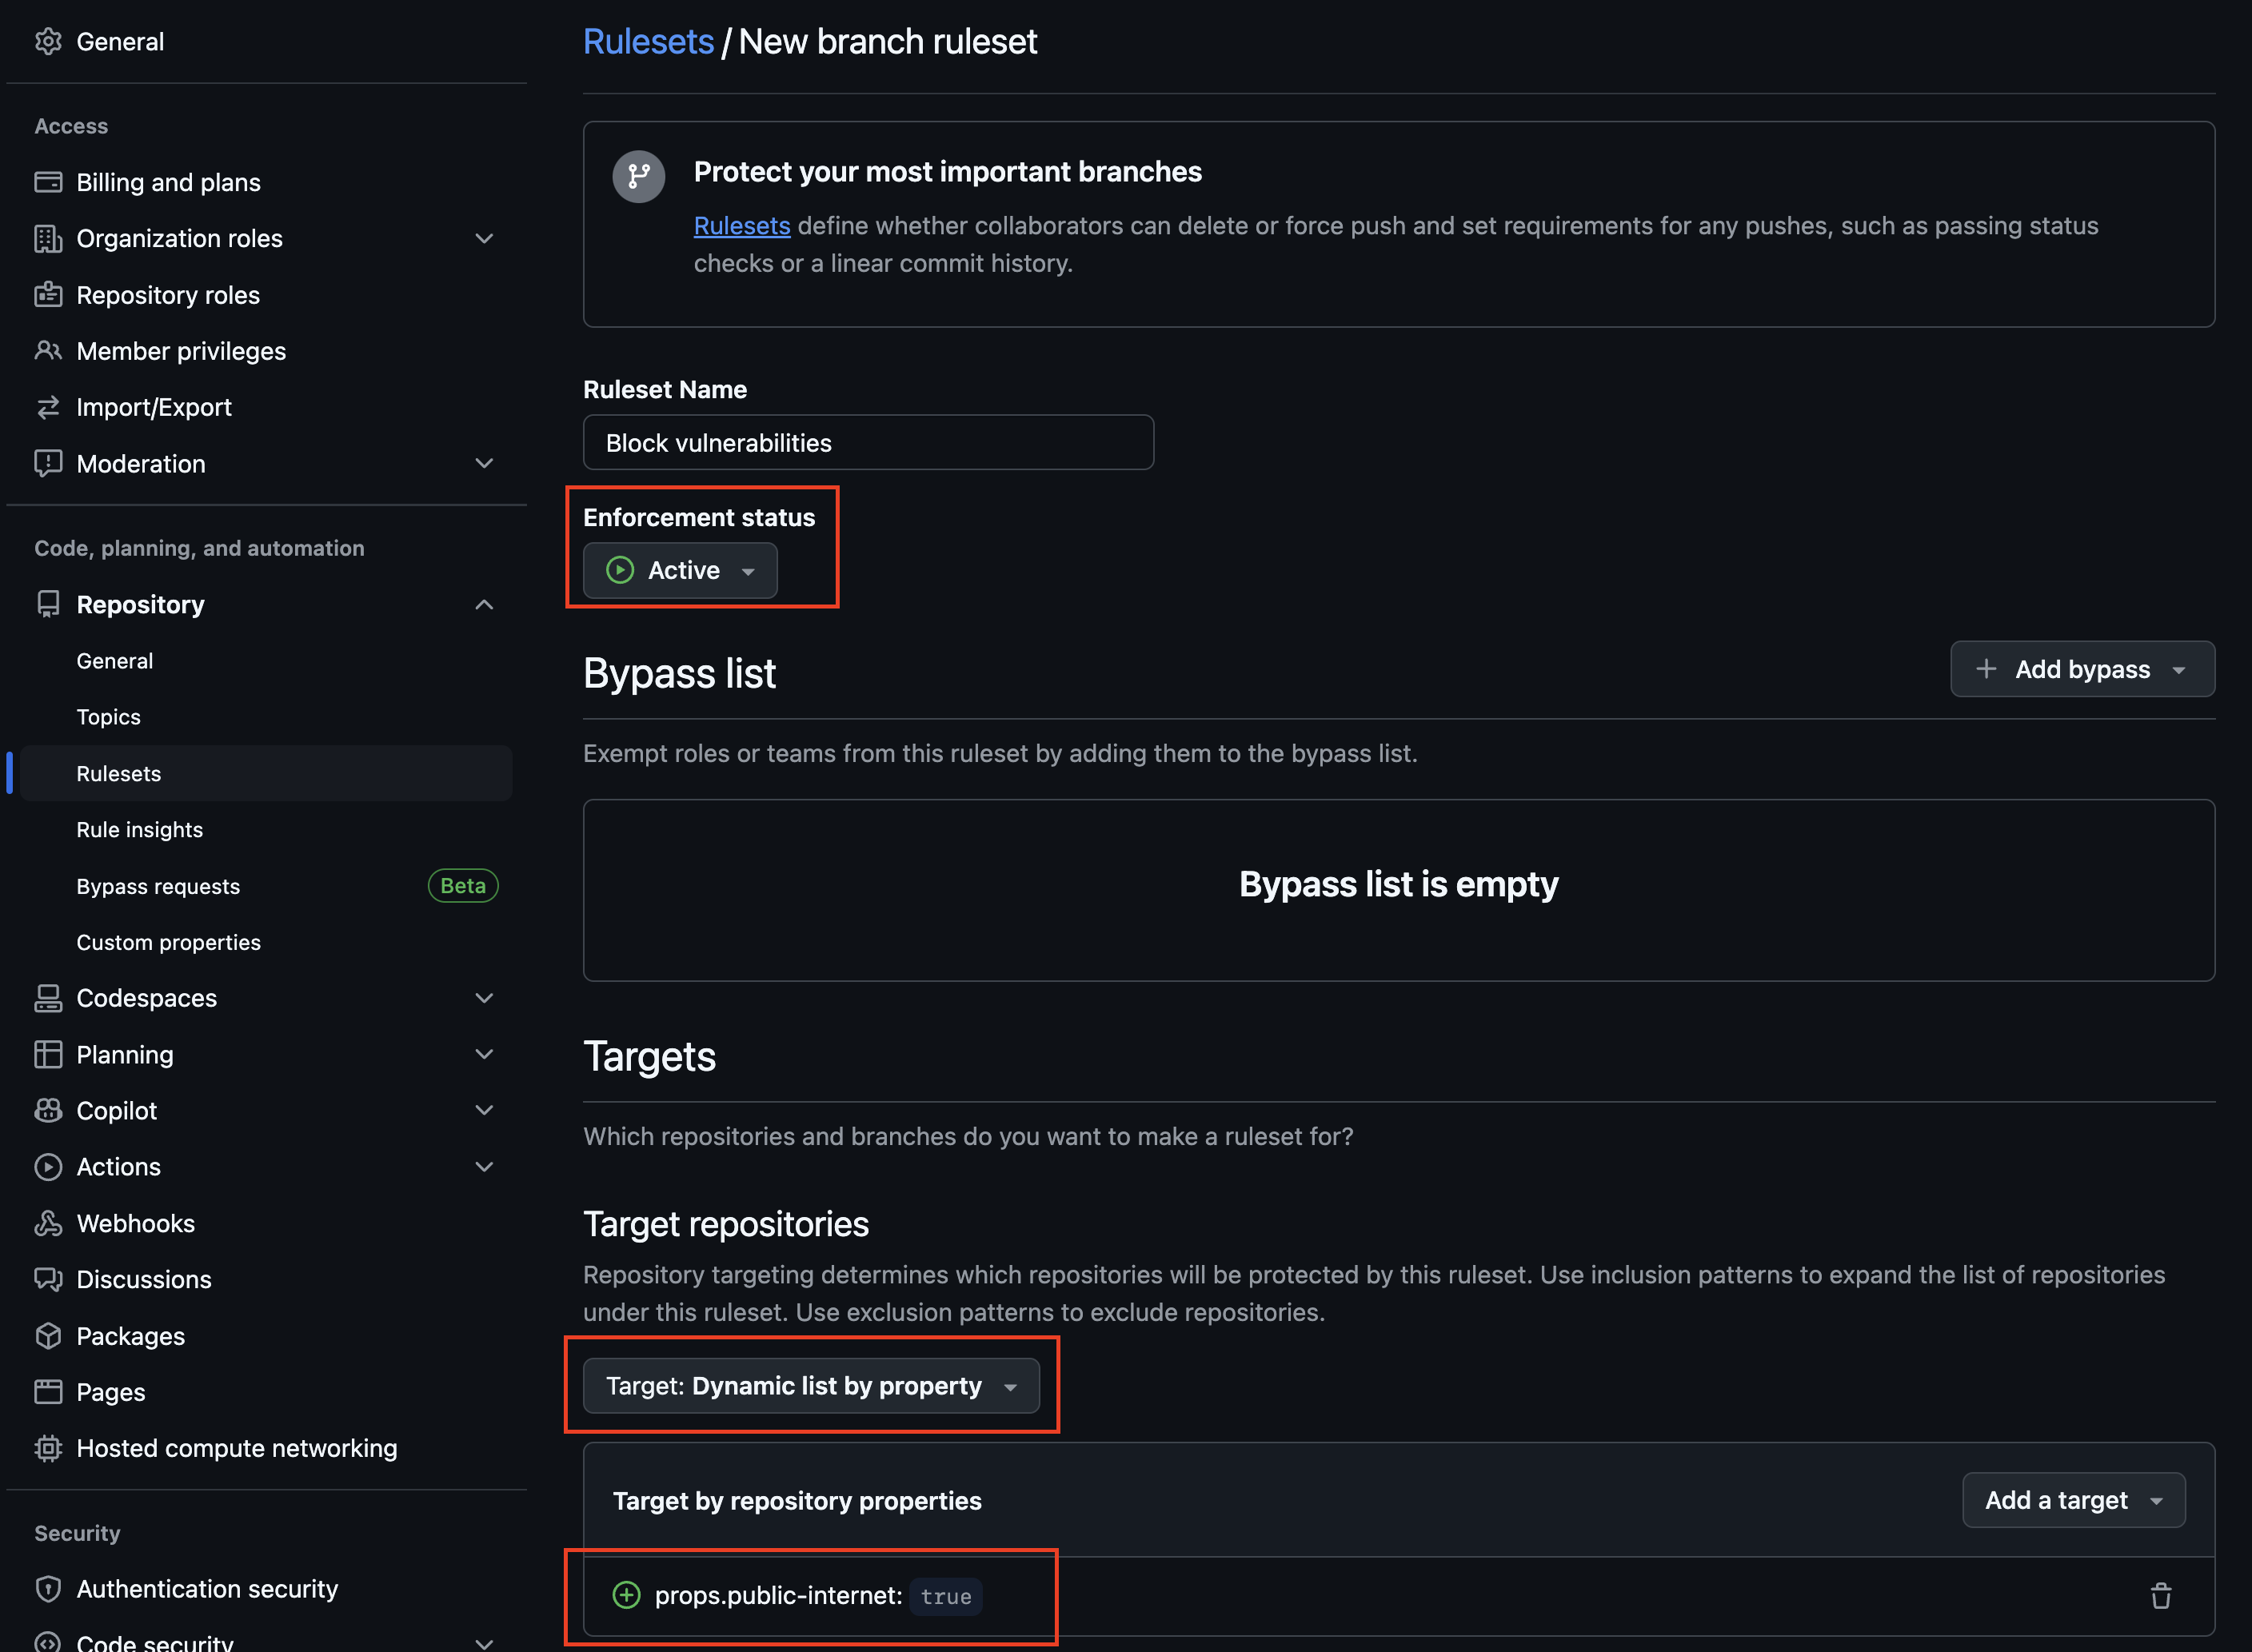 General
Access
Billing and plans
Organization roles
Repository roles
Member privileges
Import/Export
Moderation
Code, planning, and automation
Repository
General
Topics
Rulesets
Rule insights
Bypass requests
Beta
Custom properties
Codespaces
Planning
Copilot
Actions
Webhooks
Discussions
Packages
Pages
Hosted compute networking
Security
Authentication security
Code security
Rulesets / New branch ruleset
Protect your most important branches
Rulesets define whether collaborators can delete or force push and set requirements for any pushes, such as passing status
checks or a linear commit history.
Ruleset Name
Block vulnerabilities
Enforcement status
Active
Bypass list
Add bypass
Exempt roles or teams from this ruleset by adding them to the bypass list.
Bypass list is empty
Targets
Which repositories and branches do you want to make a ruleset for?
Target repositories
Repository targeting determines which repositories will be protected by this ruleset. Use inclusion patterns to expand the list of repositories
under this ruleset. Use exclusion patterns to exclude repositories.
Target: Dynamic list by property
Target by repository properties
Add a target
props.public-internet: true